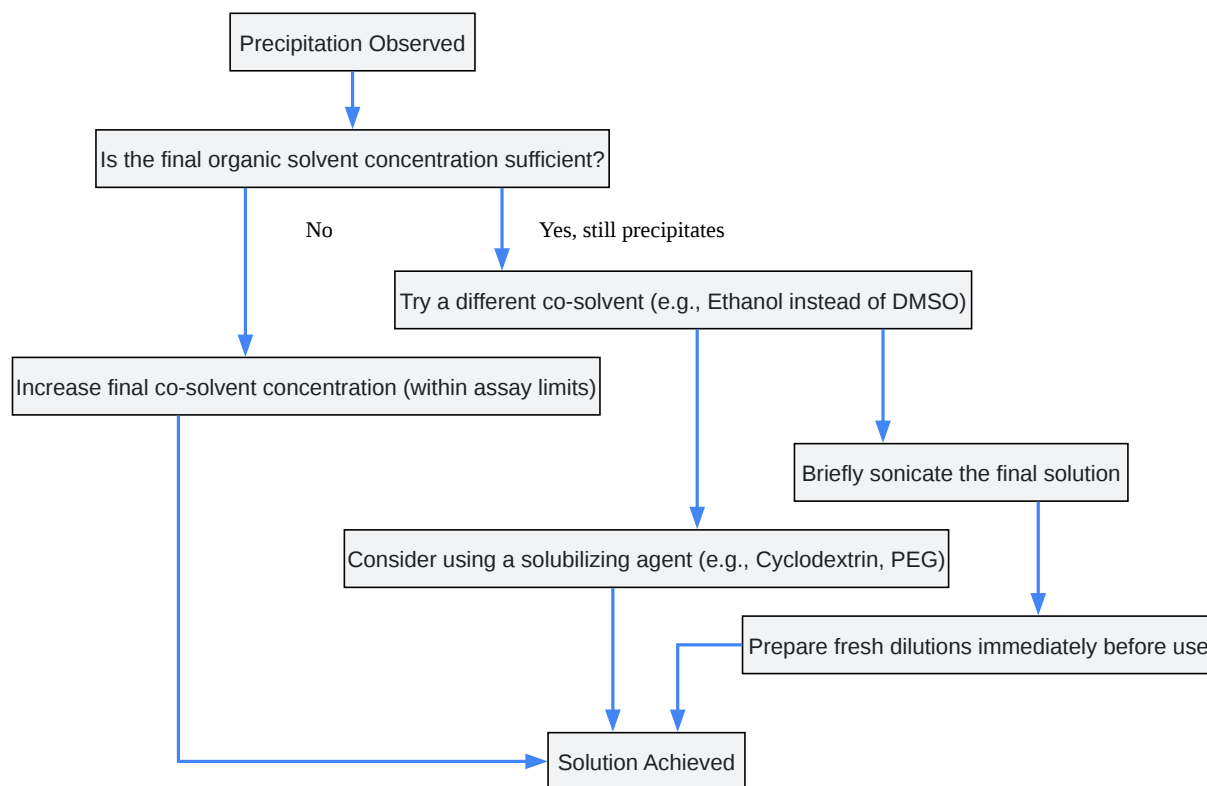 Precipitation Observed
Is the final organic solvent concentration sufficient?
No
Yes, still precipitates
Try a different co-solvent (e.g., Ethanol instead of DMSO)
Increase final co-solvent concentration (within assay limits)
Briefly sonicate the final solution
Consider using a solubilizing agent (e.g., Cyclodextrin, PEG)
Prepare fresh dilutions immediately before use
Solution Achieved